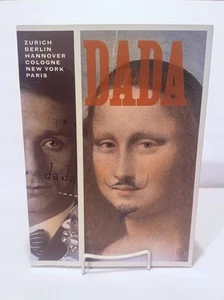 ZURICH
BERLIN
HANNOVER
COLOGNE
NEW YORK
PARIS
DADA
dada